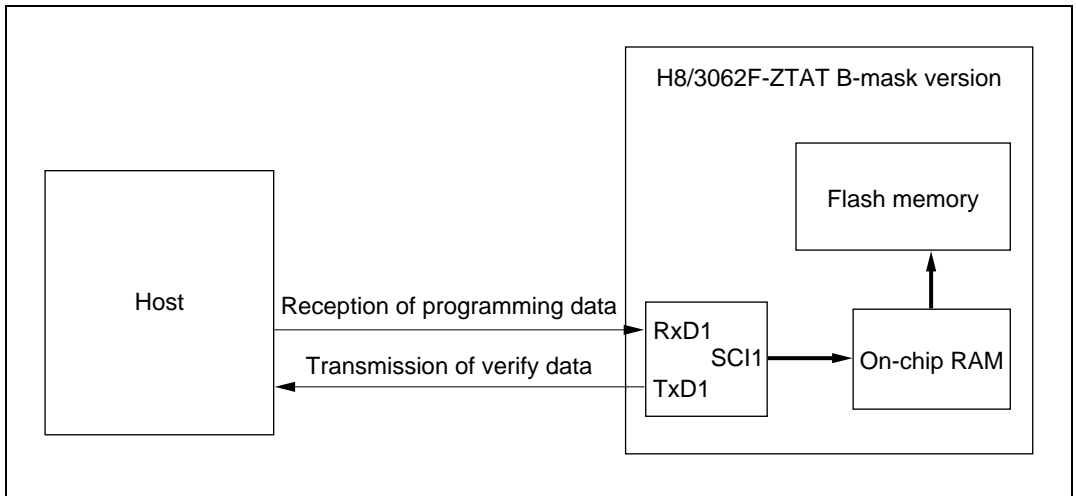 H8/3062F-ZTAT B-mask version
Flash memory
Host
Reception of programming data
RxD1
SCI1
On-chip RAM
Transmission of verify data
TxD1